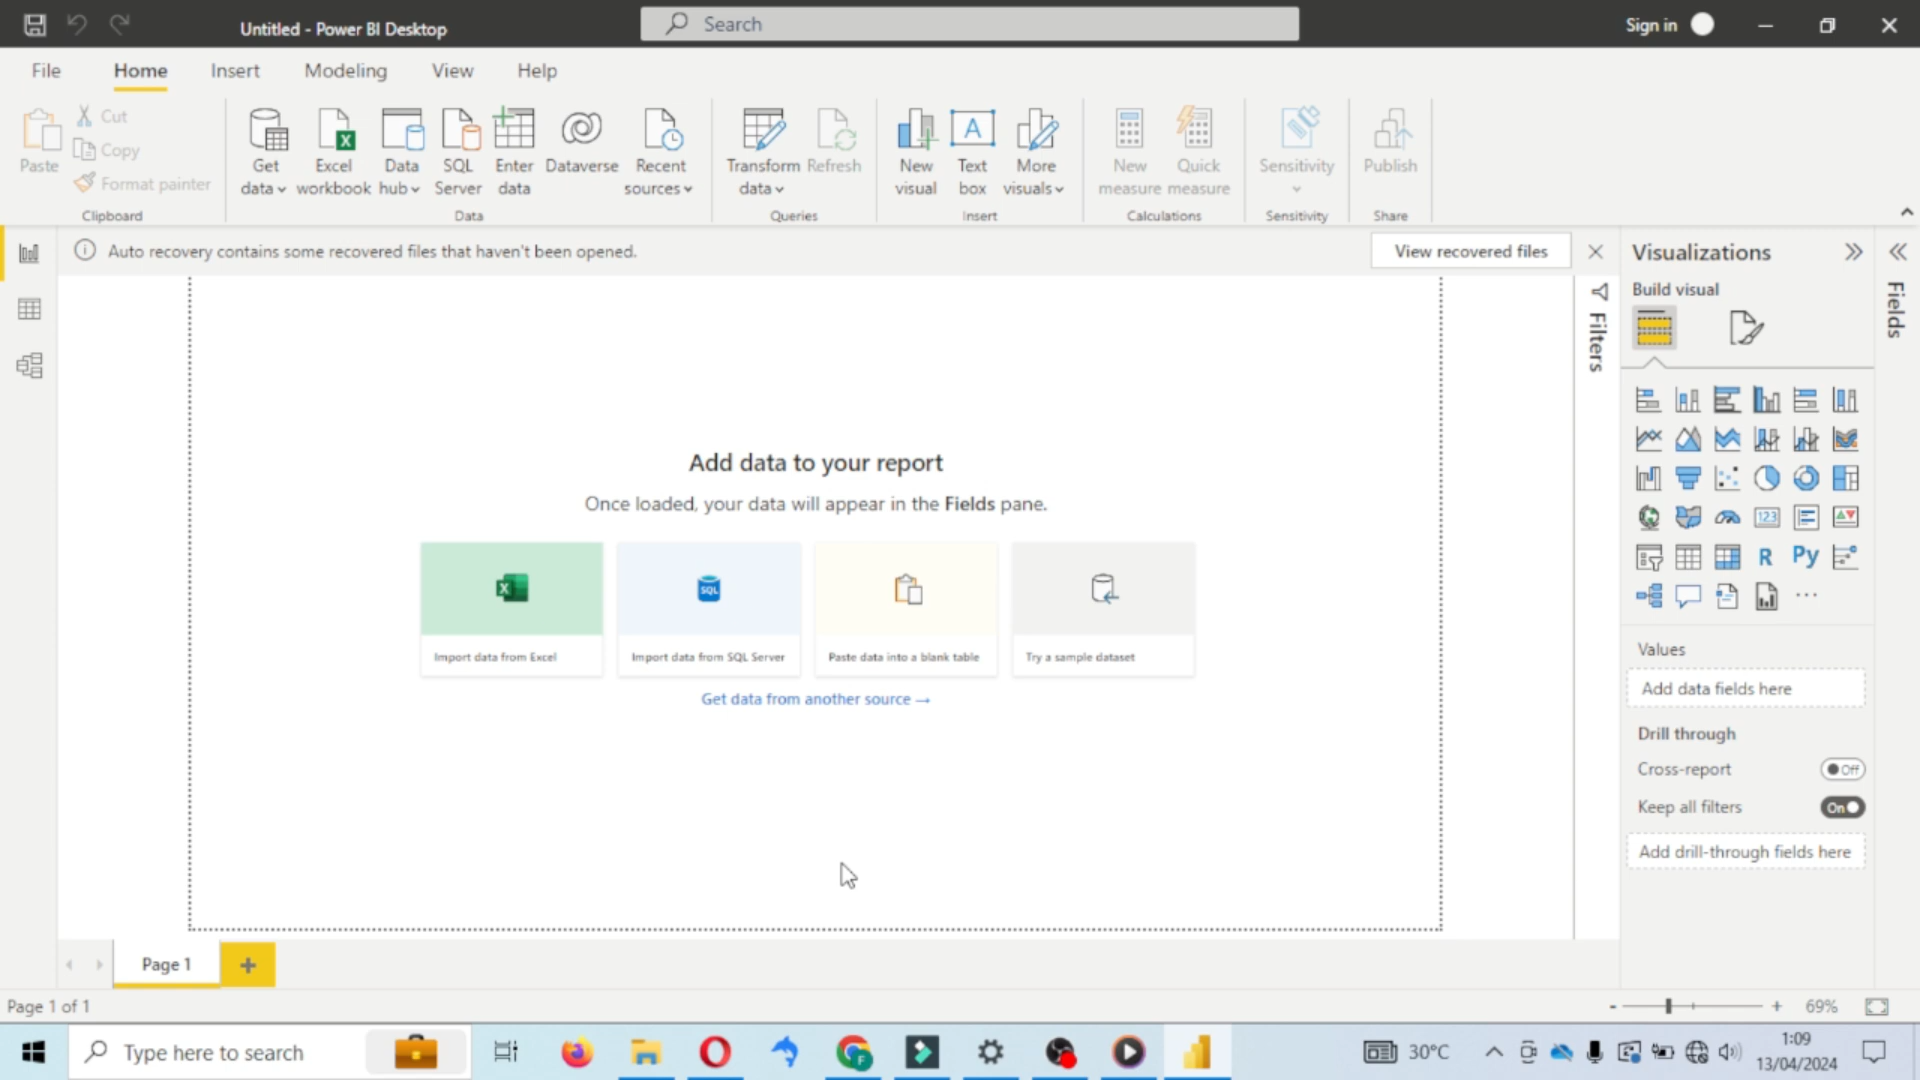 Untitled - Power BI Desktop
Search
Sign in
File
Home
Insert
Modeling
View
Help
Paste
Cut
Copy
Format painter
Clipboard
Get data
Excel workbook
Data hub
SQL Server
Enter data
Dataverse
Recent sources
Data
Transform data
Refresh
Queries
New visual
Text box
A
More visuals
Insert
New measure
Quick measure
Calculations
Sensitivity
Sensitivity
Publish
Share
Auto recovery contains some recovered files that haven't been opened.
View recovered files
Filters
Visualizations
Build visual
Fields
123
R
Py
Values
Add data fields here
Drill through
Cross-report
Off
Keep all filters
On
Add drill-through fields here
Add data to your report
Once loaded, your data will appear in the Fields pane.
SQL
Import data from Excel
Import data from SQL Server
Paste data into a blank table
Try a sample dataset
Get data from another source →
Page 1
Page 1 of 1
- + 69%
Type here to search
F
30°C
1:09
13/04/2024